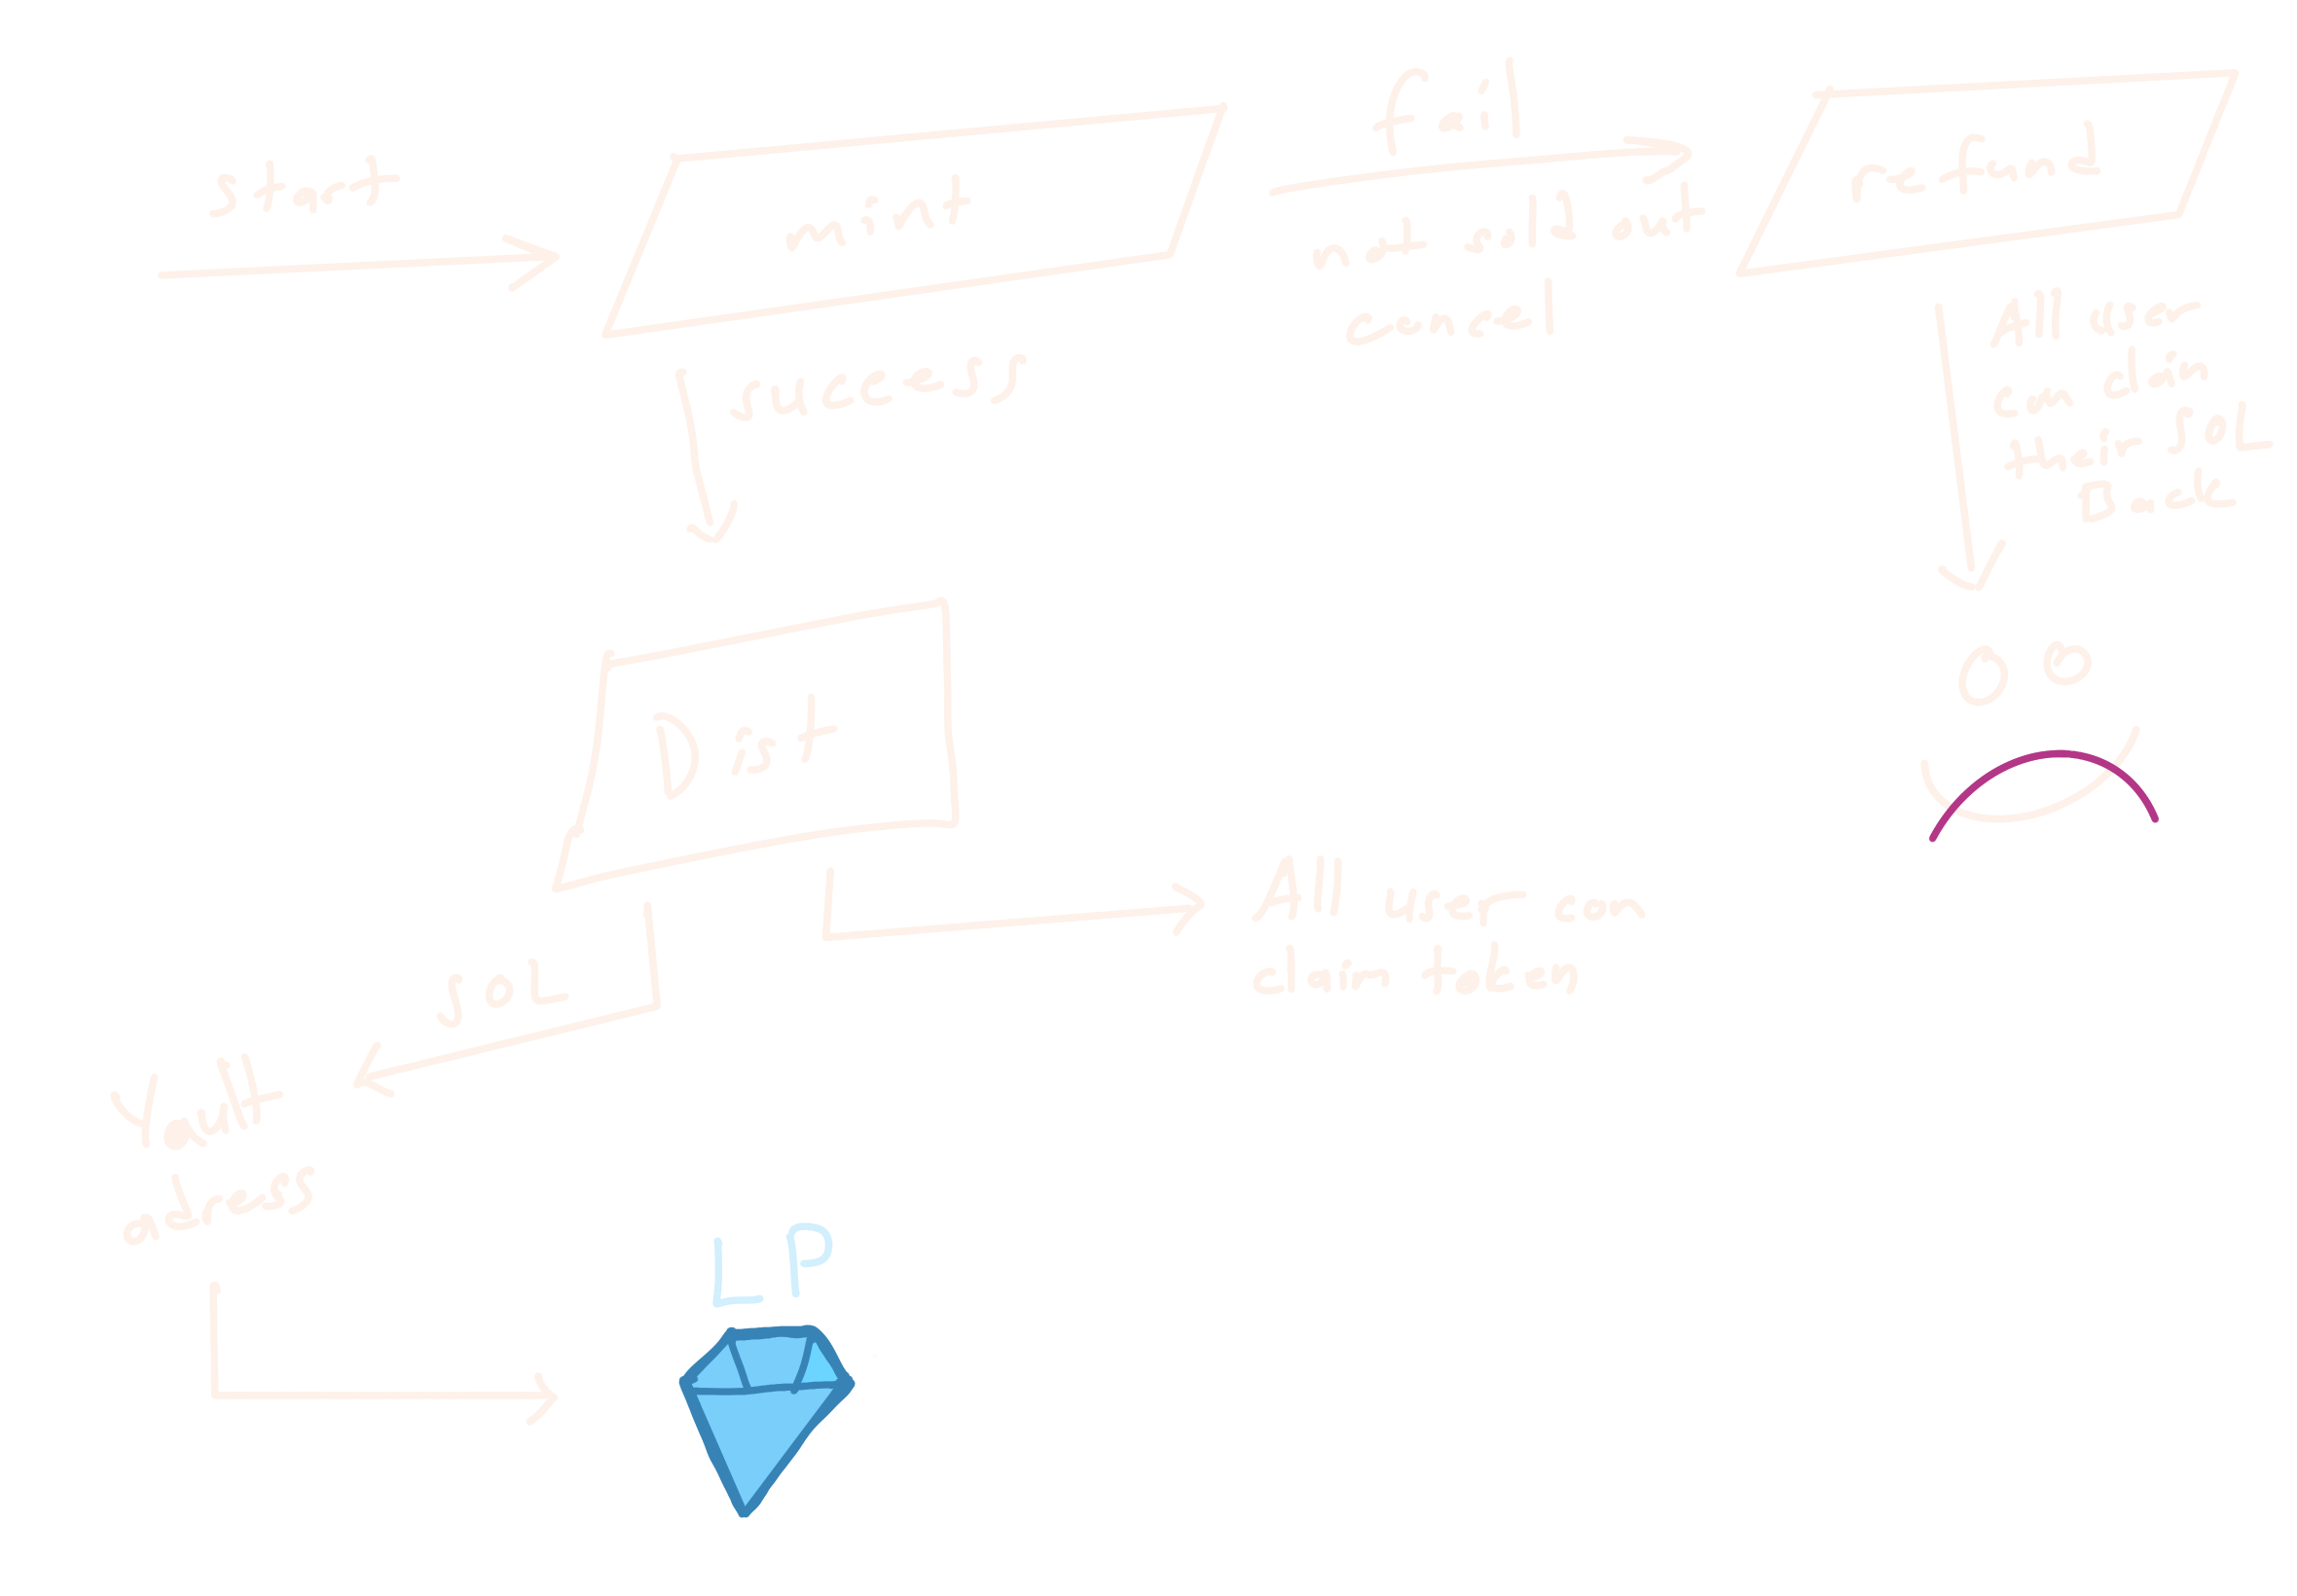 start
mint
fail
not sold out
cancel
refund
All user
can claim
their SOL
Back
success
Dist
All user can
claim token
SOL
Vault
adress
LP